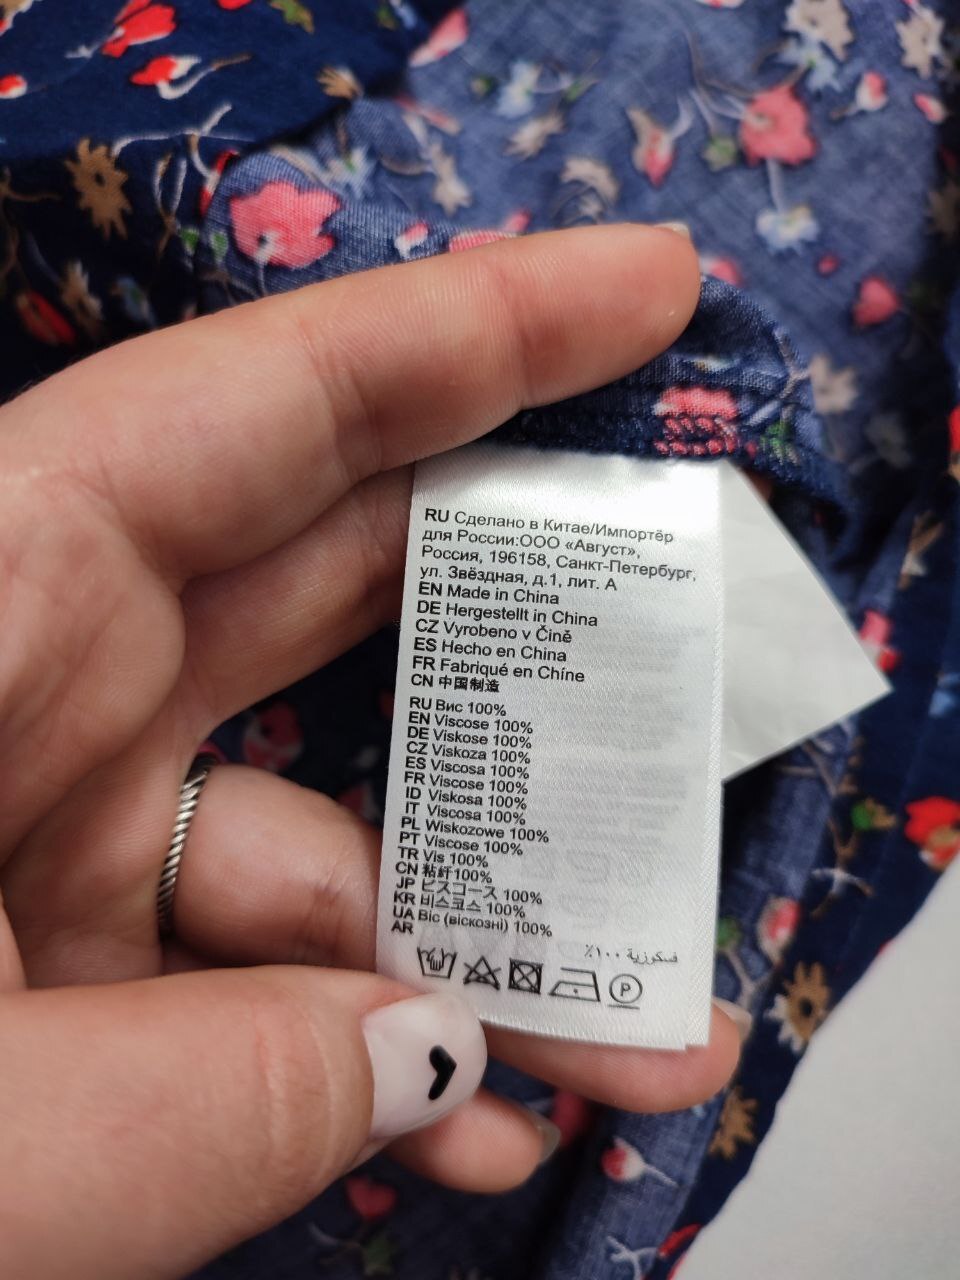 RU Сделано в Китае/Импортёр
для России:ООО «Август»,
Россия, 196158, Санкт-Петербург,
ул. Звёздная, д.1, лит. А
EN Made in China
DE Hergestellt in China
CZ Vyrobeno v Čině
ES Hecho en China
FR Fabriqué en Chíne
CN 中国制造
RU Вис 100%
EN Viscose 100%
DE Viskose 100%
CZ Viskoza 100%
ES Viscosa 100%
FR Viscose 100%
ID Viskosa 100%
IT Viscosa 100%
PL Wiskozowe 100%
PT Viscose 100%
TR Vis 100%
CN 粘纤100%
JP ビスコース 100%
KR 비스코스 100%
UA Віс (віскозні) 100%
AR
فسكوزية ١٠٠٪
P